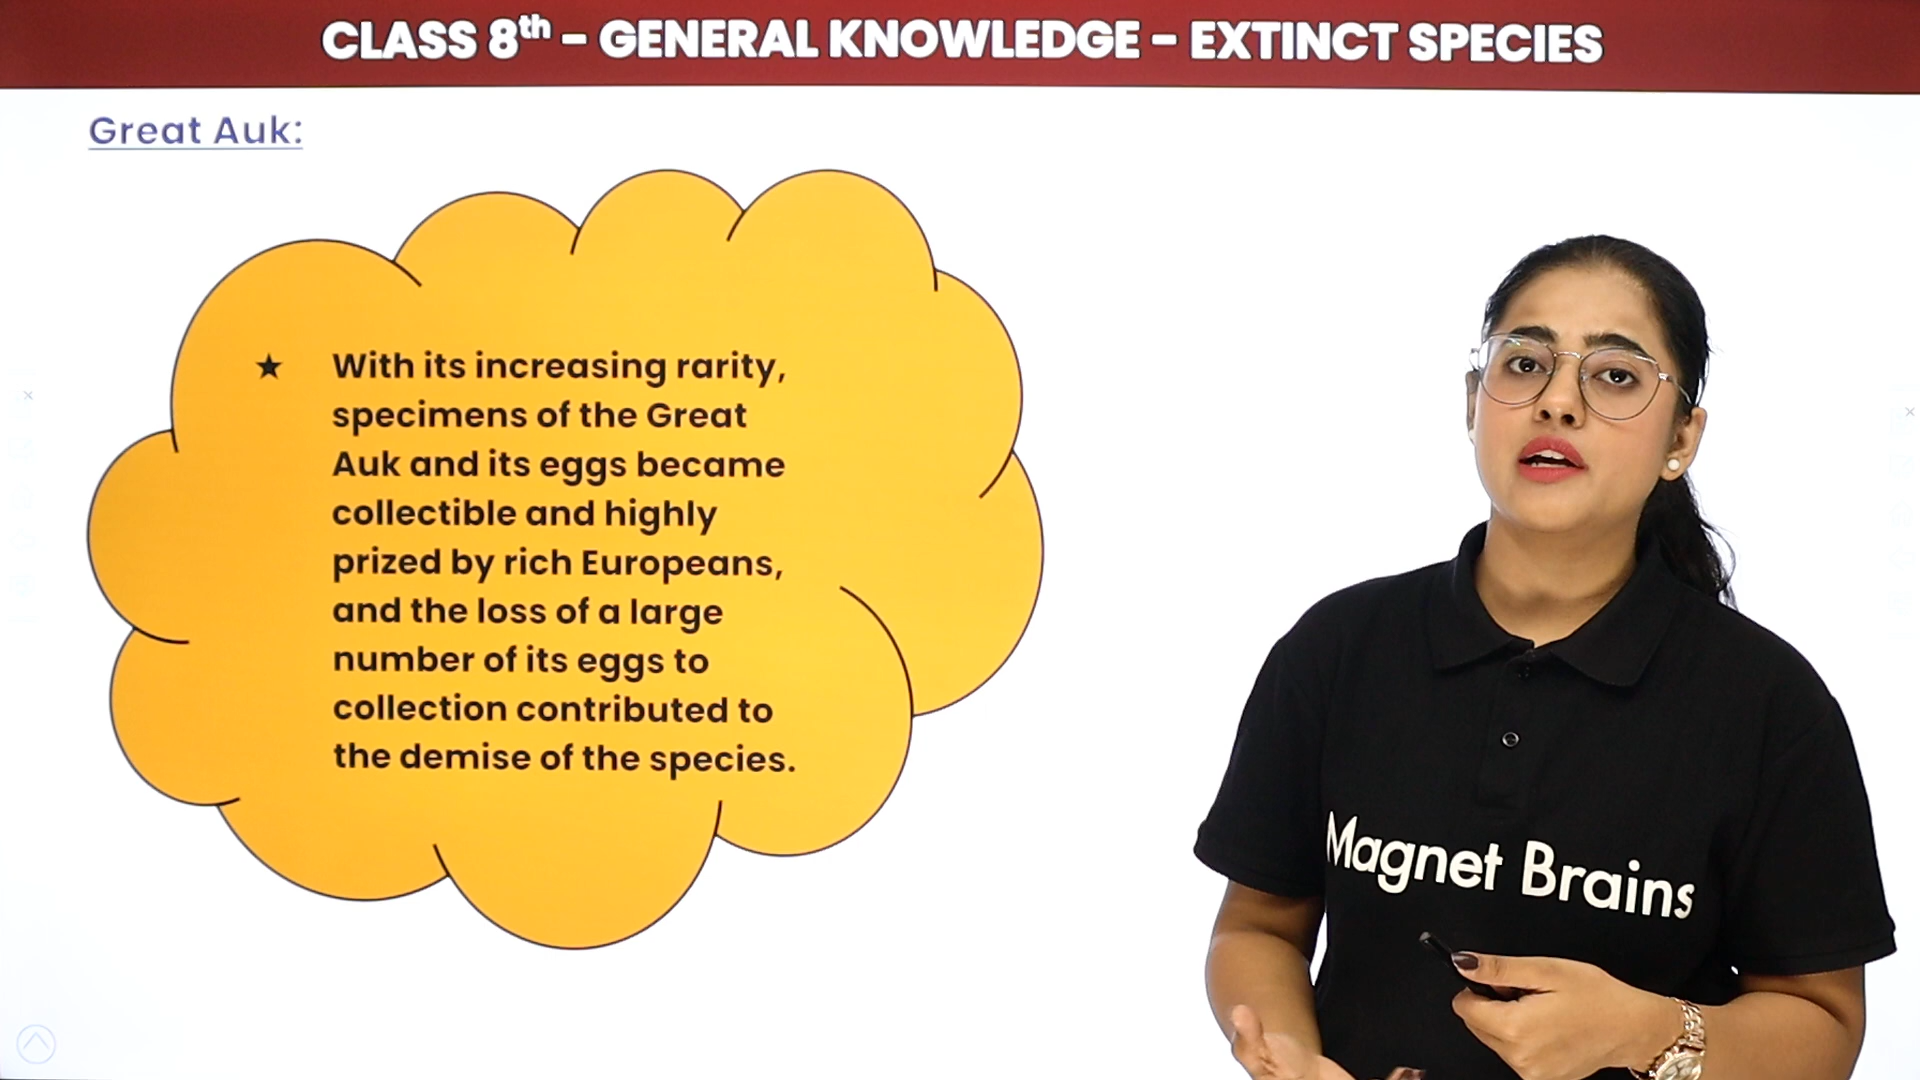 CLASS 8th - GENERAL KNOWLEDGE - EXTINCT SPECIES
Great Auk:
★ With its increasing rarity,
specimens of the Great
Auk and its eggs became
collectible and highly
prized by rich Europeans,
and the loss of a large
number of its eggs to
collection contributed to
the demise of the species.
Magnet Brains